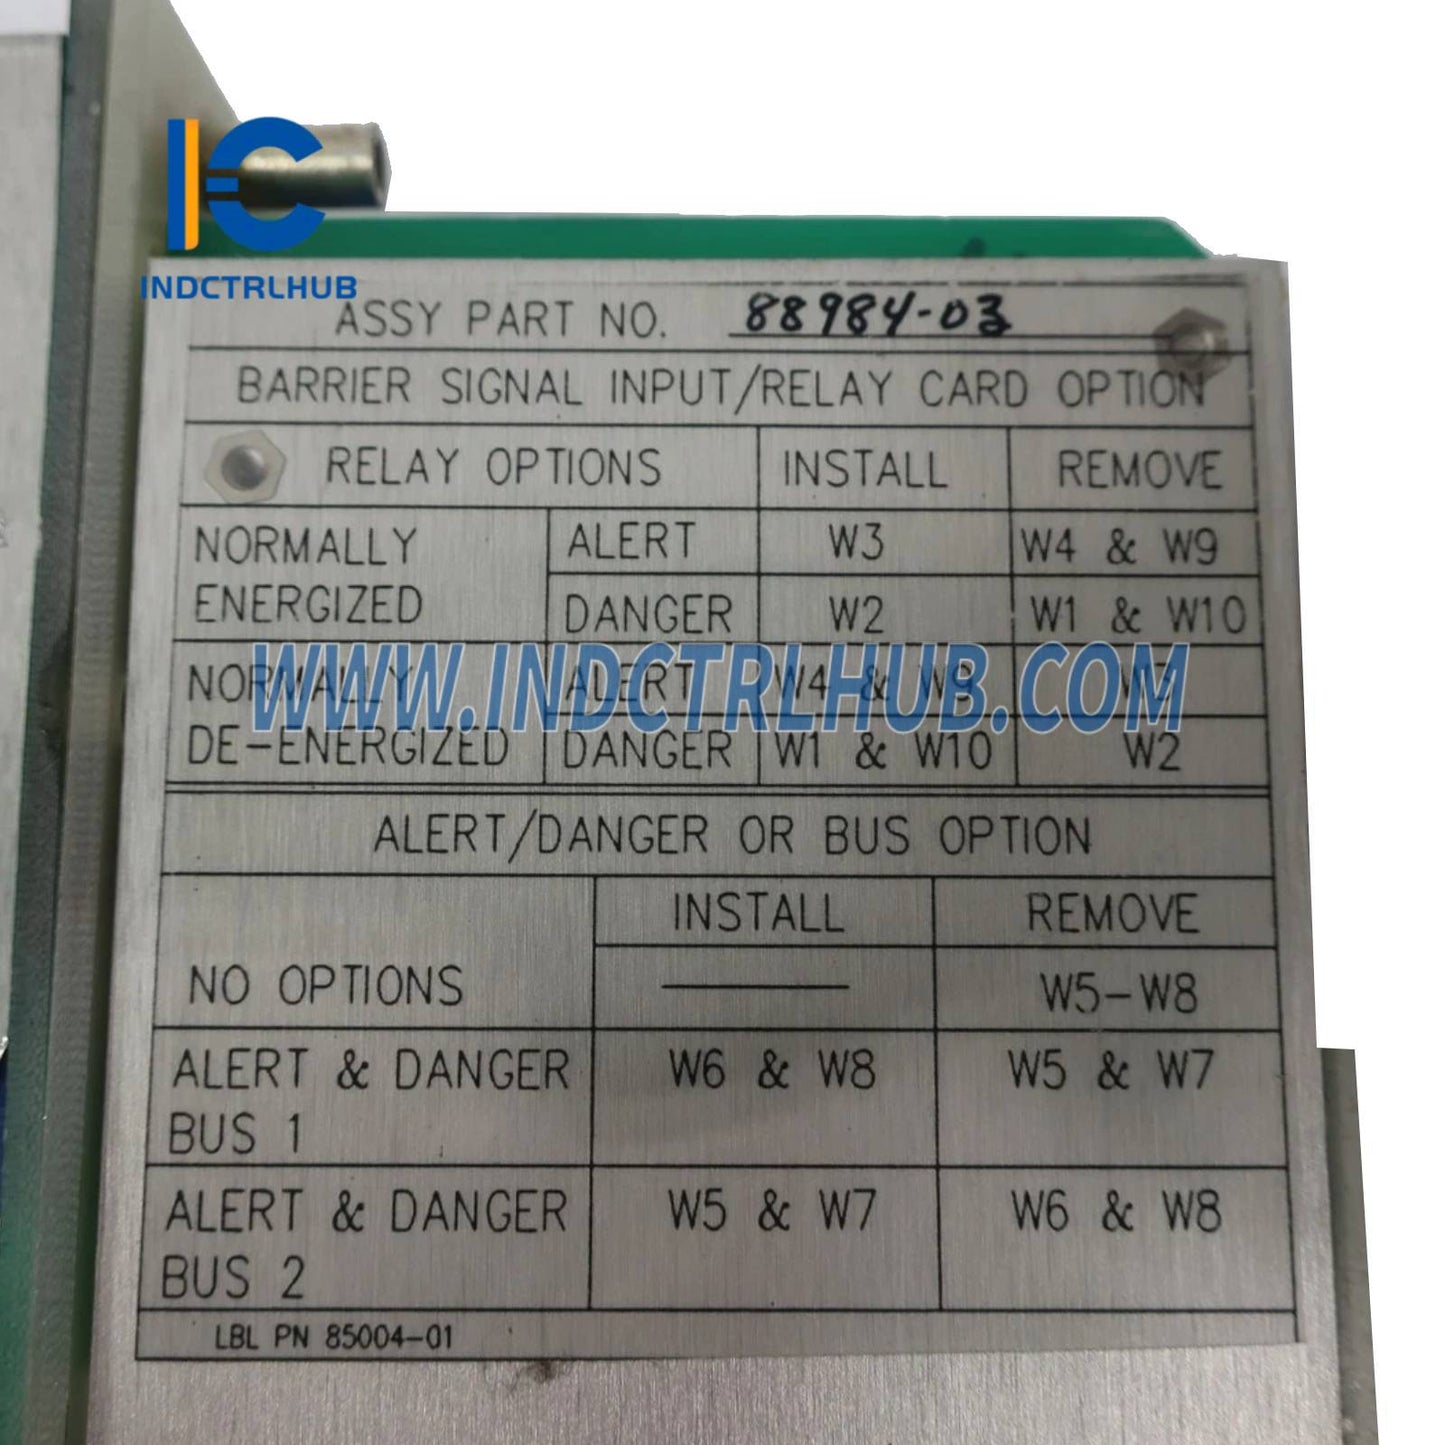 INDCTRLHUB
ASSY PART NO. 88984-03
BARRIER SIGNAL INPUT/RELAY CARD OPTION
RELAY OPTIONS INSTALL REMOVE
NORMALLY ENERGIZED ALERT W3 W4 & W9
DANGER W2 W1 & W10
WWW.INDCTRLHUB.COM
NORMALLY DE-ENERGIZED ALERT W4 & W9
DANGER W1 & W10 W2
ALERT/DANGER OR BUS OPTION
INSTALL REMOVE
NO OPTIONS W5-W8
ALERT & DANGER W6 & W8 W5 & W7
BUS 1
ALERT & DANGER W5 & W7 W6 & W8
BUS 2
LBL PN 85004-01